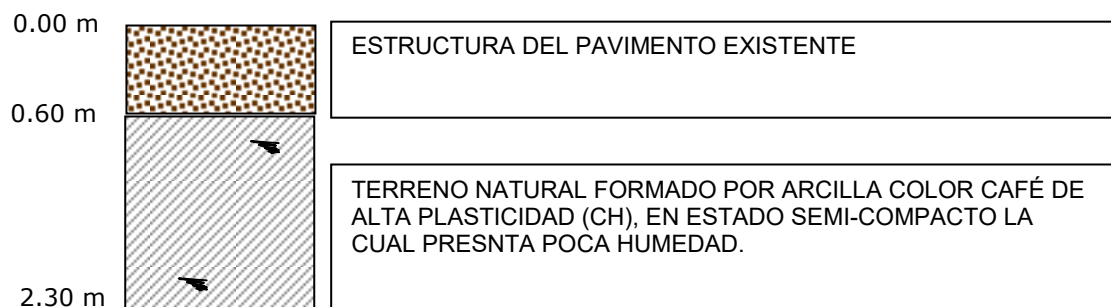 0.00 m
ESTRUCTURA DEL PAVIMENTO EXISTENTE
0.60 m
TERRENO NATURAL FORMADO POR ARCILLA COLOR CAFÉ DE
ALTA PLASTICIDAD (CH), EN ESTADO SEMI-COMPACTO LA
CUAL PRESNTA POCA HUMEDAD.
2.30 m